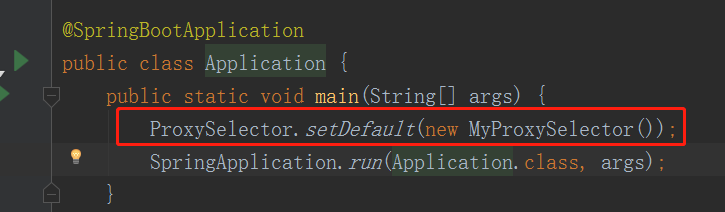 @SpringBootApplication
public class Application {
public static void main(String[] args) {
ProxySelector.setDefault(new MyProxySelector());
SpringApplication.run(Application.class, args);
}